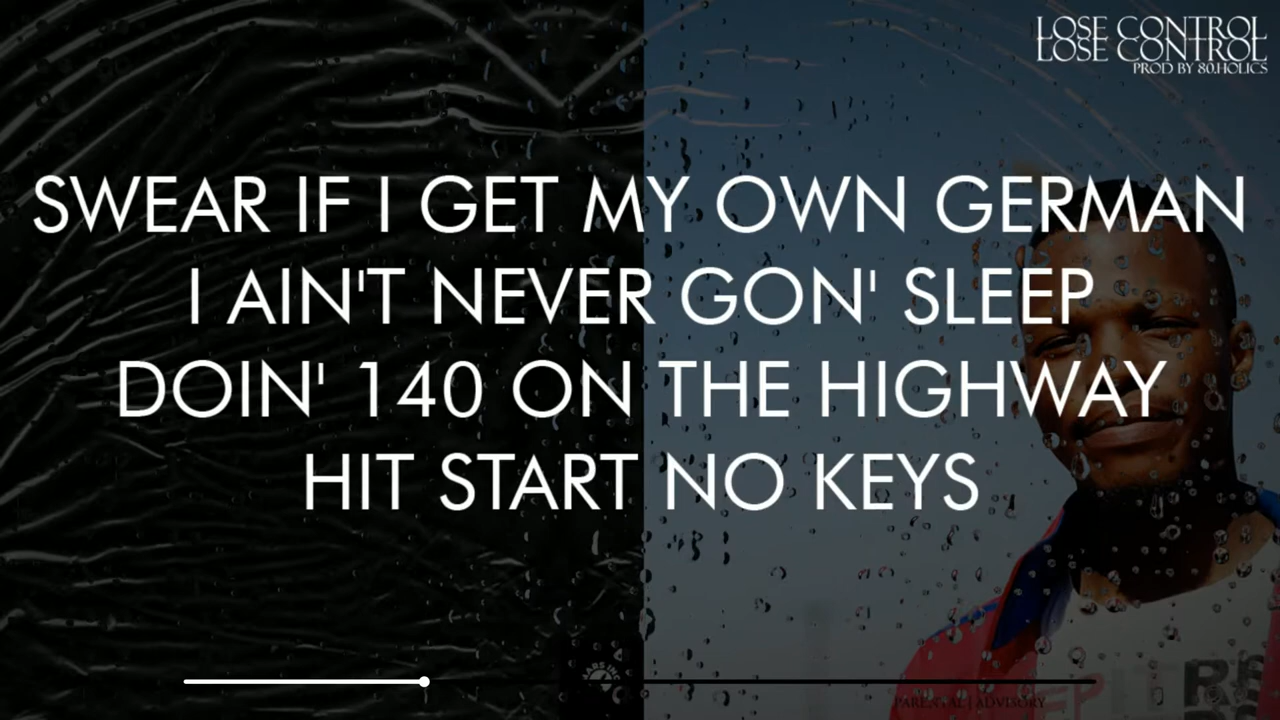 LOSE CONTROL
LOSE CONTROL
PROD BY 80.HOLICS
SWEAR IF I GET MY OWN GERMAN
I AIN'T NEVER GON' SLEEP
DOIN' 140 ON THE HIGHWAY
HIT START NO KEYS
PARENTAL | ADVISORY